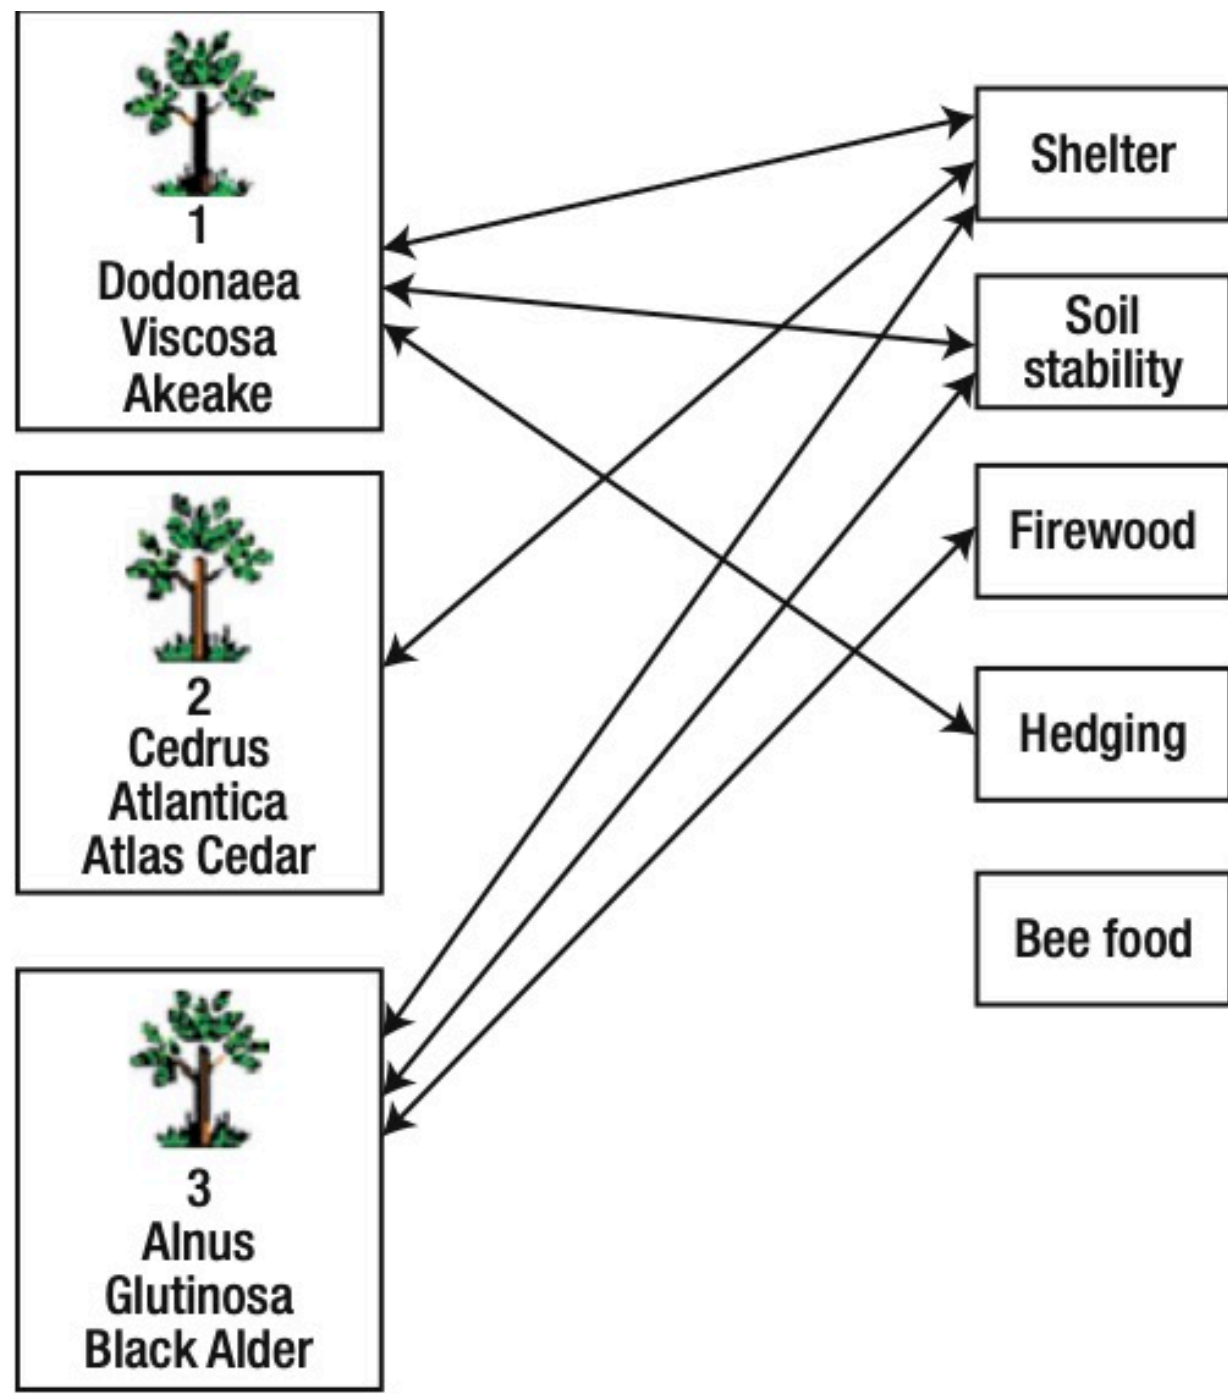 1
Dodonaea
Viscosa
Akeake
2
Cedrus
Atlantica
Atlas Cedar
3
Alnus
Glutinosa
Black Alder
Shelter
Soil
stability
Firewood
Hedging
Bee food